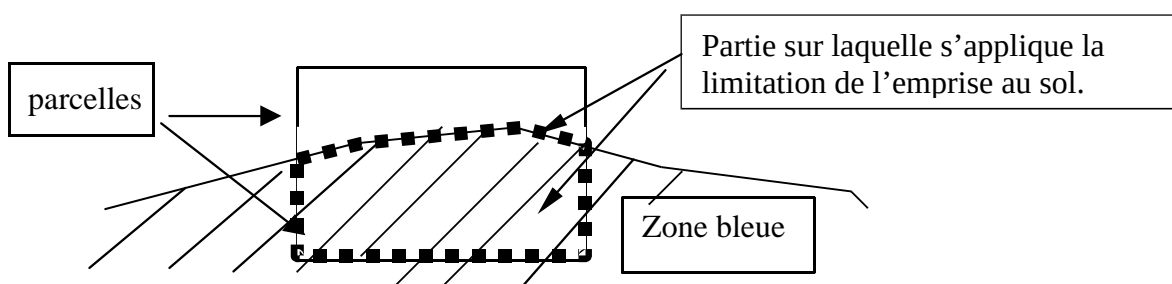 parcelles
Partie sur laquelle s’applique la
limitation de l’emprise au sol.
Zone bleue